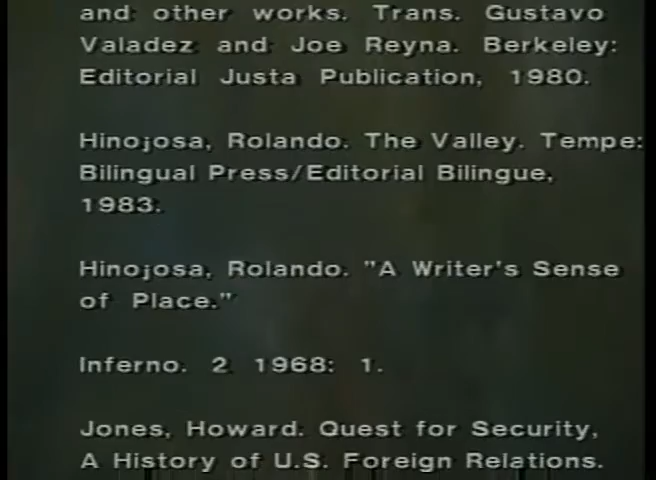 and other works. Trans. Gustavo
Valadez and Joe Reyna. Berkeley:
Editorial Justa Publication, 1980.
Hinojosa, Rolando. The Valley. Tempe:
Bilingual Press/Editorial Bilingue,
1983.
Hinojosa, Rolando. "A Writer's Sense
of Place."
Inferno. 2 1968: 1.
Jones, Howard. Quest for Security,
A History of U.S. Foreign Relations.